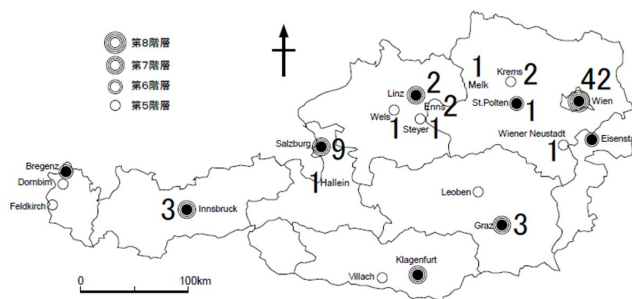 第8階層
第7階層
第6階層
第5階層
Linz
2
Enns
2
Wels
1
Steyer
1
1
Melk
Krems
2
St.Polten
1
42
Wien
Wiener Neustadt
1
Eisensta
Salzburg
9
1
Hallein
Bregenz
Dornbirn
Feldkirch
3
Innsbruck
Leoben
Graz
3
Klagenfurt
Villach
0
100km